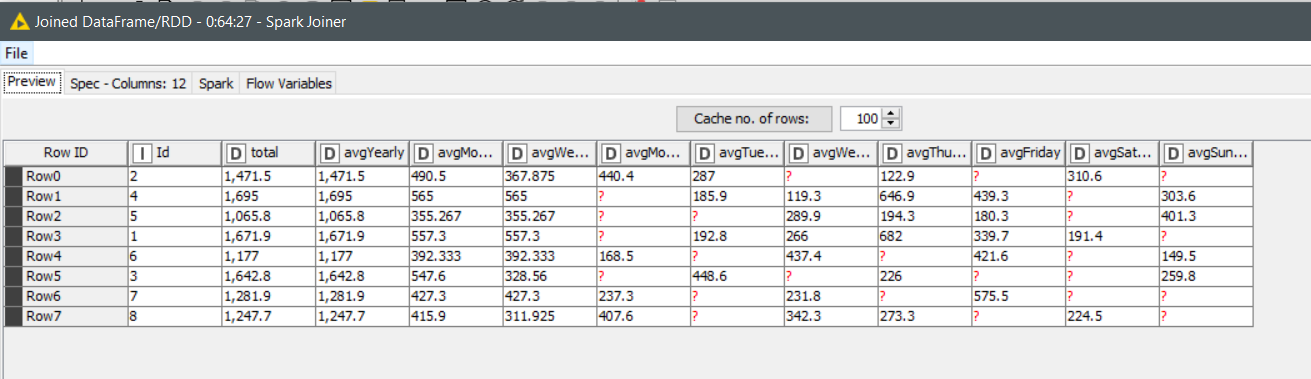 Joined DataFrame/RDD - 0:64:27 - Spark Joiner
File
Preview Spec - Columns: 12 Spark Flow Variables
Cache no. of rows: 100
Row ID I Id D total D avgYearly D avgMo... D avgWe... D avgMo... D avgTue... D avgWe... D avgThu... D avgFriday D avgSat... D avgSun...
Row0 2 1,471.5 1,471.5 490.5 367.875 440.4 287 ? 122.9 ? 310.6 ?
Row1 4 1,695 1,695 565 565 ? 185.9 119.3 646.9 439.3 ? 303.6
Row2 5 1,065.8 1,065.8 355.267 355.267 ? ? 289.9 194.3 180.3 ? 401.3
Row3 1 1,671.9 1,671.9 557.3 557.3 ? 192.8 266 682 339.7 191.4 ?
Row4 6 1,177 1,177 392.333 392.333 168.5 ? 437.4 ? 421.6 ? 149.5
Row5 3 1,642.8 1,642.8 547.6 328.56 ? 448.6 ? 226 ? ? 259.8
Row6 7 1,281.9 1,281.9 427.3 427.3 237.3 ? 231.8 ? 575.5 ? ?
Row7 8 1,247.7 1,247.7 415.9 311.925 407.6 ? 342.3 273.3 ? 224.5 ?